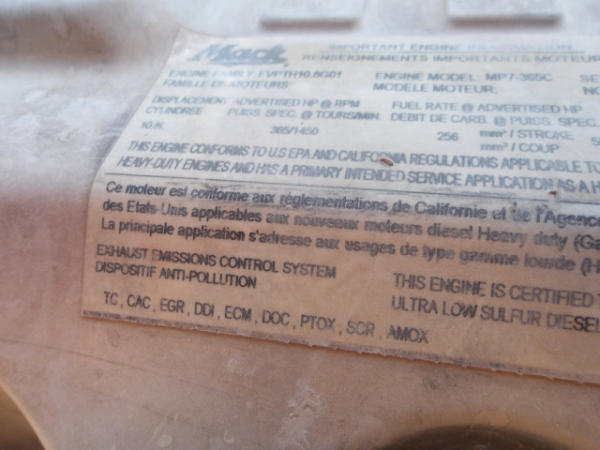 Mack
IMPORTANT ENGINE INFORMATION
RENSEIGNEMENTS IMPORTANTS MOTEUR
ENGINE FAMILY: EVPTH10.8G01 ENGINE MODEL: MP7-365C
FAMILLE DE MOTEURS: MODÈLE MOTEUR:
DISPLACEMENT ADVERTISED HP @ RPM FUEL RATE @ ADVERTISED HP
CYLINDREE PUISS. SPEC. @ TOURS/MIN. DEBIT DE CARB. @ PUISS. SPEC.
365/1450 256 mm³ / STROKE
mm³ / COUP
THIS ENGINE CONFORMS TO U.S EPA AND CALIFORNIA REGULATIONS APPLICABLE TO
HEAVY-DUTY ENGINES AND HAS A PRIMARY INTENDED SERVICE APPLICATION AS A
Ce moteur est conforme aux réglementations de Californie et de l'Agence
des Etats-Unis applicables aux nouveaux moteurs diesel Heavy duty
La principale application s'adresse aux usages de type gamme lourde
EXHAUST EMISSIONS CONTROL SYSTEM
DISPOSITIF ANTI-POLLUTION
THIS ENGINE IS CERTIFIED
ULTRA LOW SULFUR DIESEL
TC, CAC, EGR, DDI, ECM, DOC, PTOX, SCR, AMOX